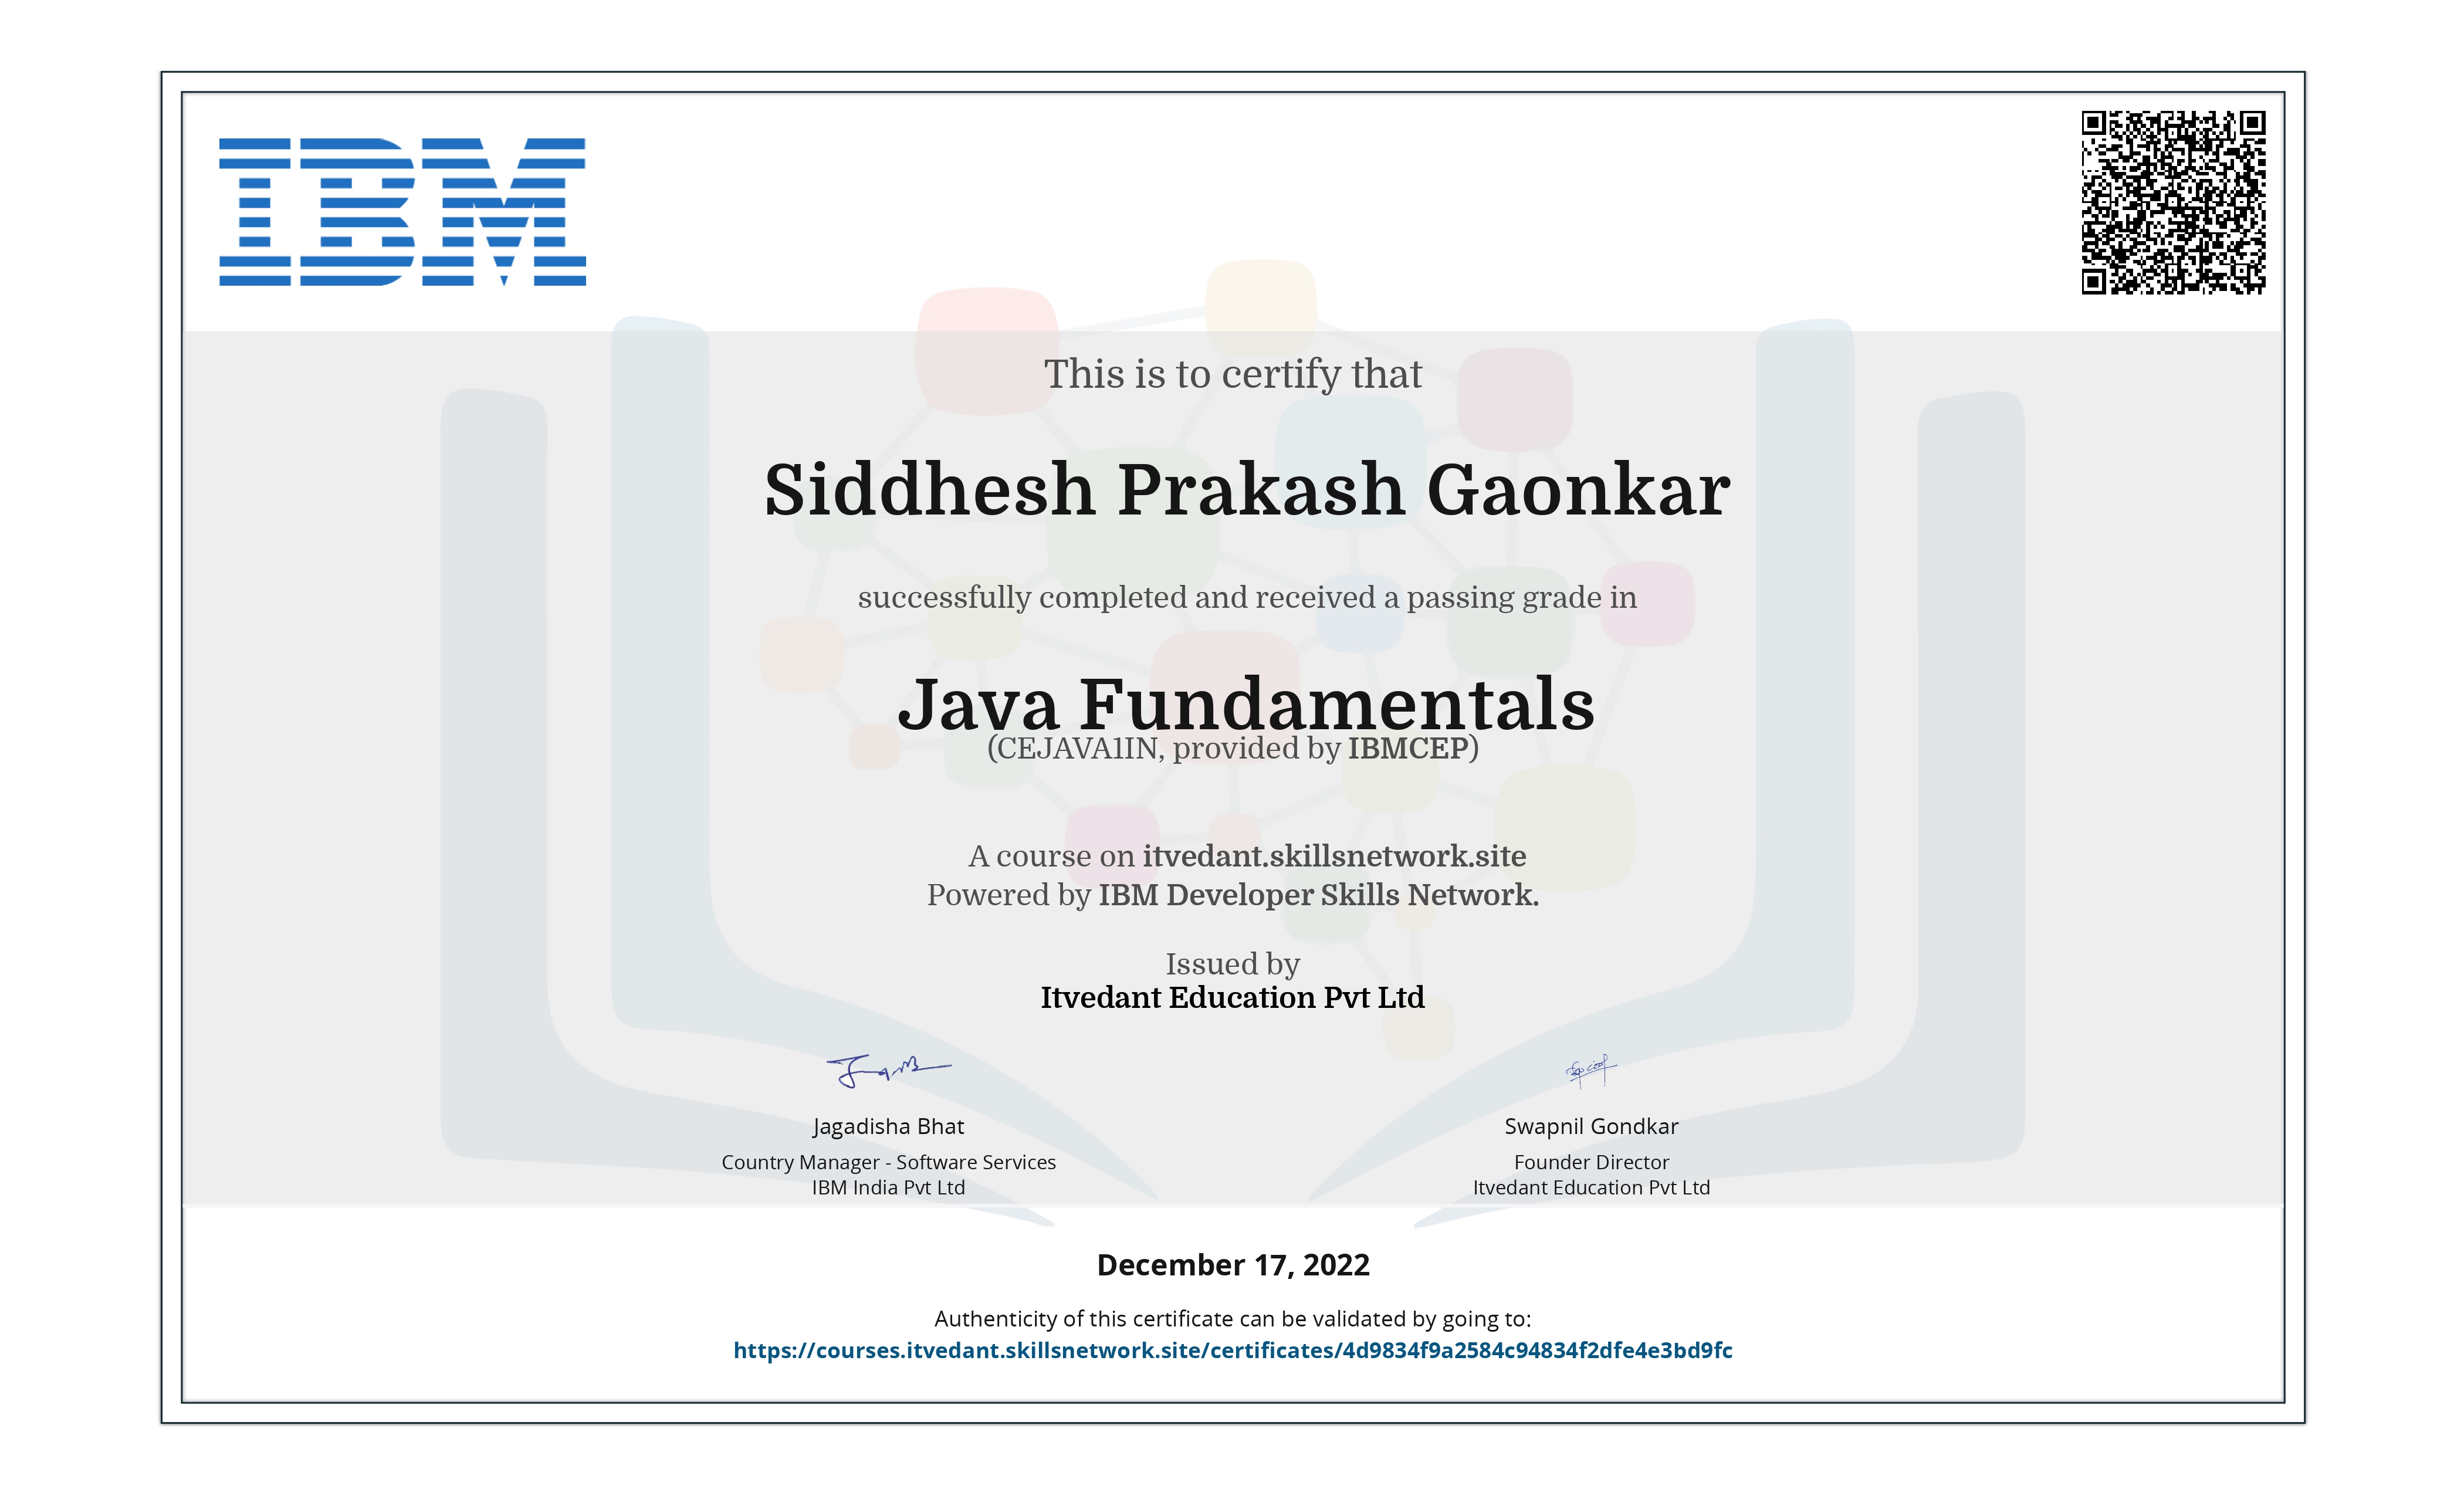 IBM
This is to certify that
Siddhesh Prakash Gaonkar
successfully completed and received a passing grade in
Java Fundamentals
(CEJAVA1IN, provided by IBMCEP)
A course on itvedant.skillsnetwork.site
Powered by IBM Developer Skills Network.
Issued by
Itvedant Education Pvt Ltd
Jagadisha Bhat
Country Manager - Software Services
IBM India Pvt Ltd
Swapnil Gondkar
Founder Director
Itvedant Education Pvt Ltd
December 17, 2022
Authenticity of this certificate can be validated by going to:
https://courses.itvedant.skillsnetwork.site/certificates/4d9834f9a2584c94834f2dfe4e3bd9fc